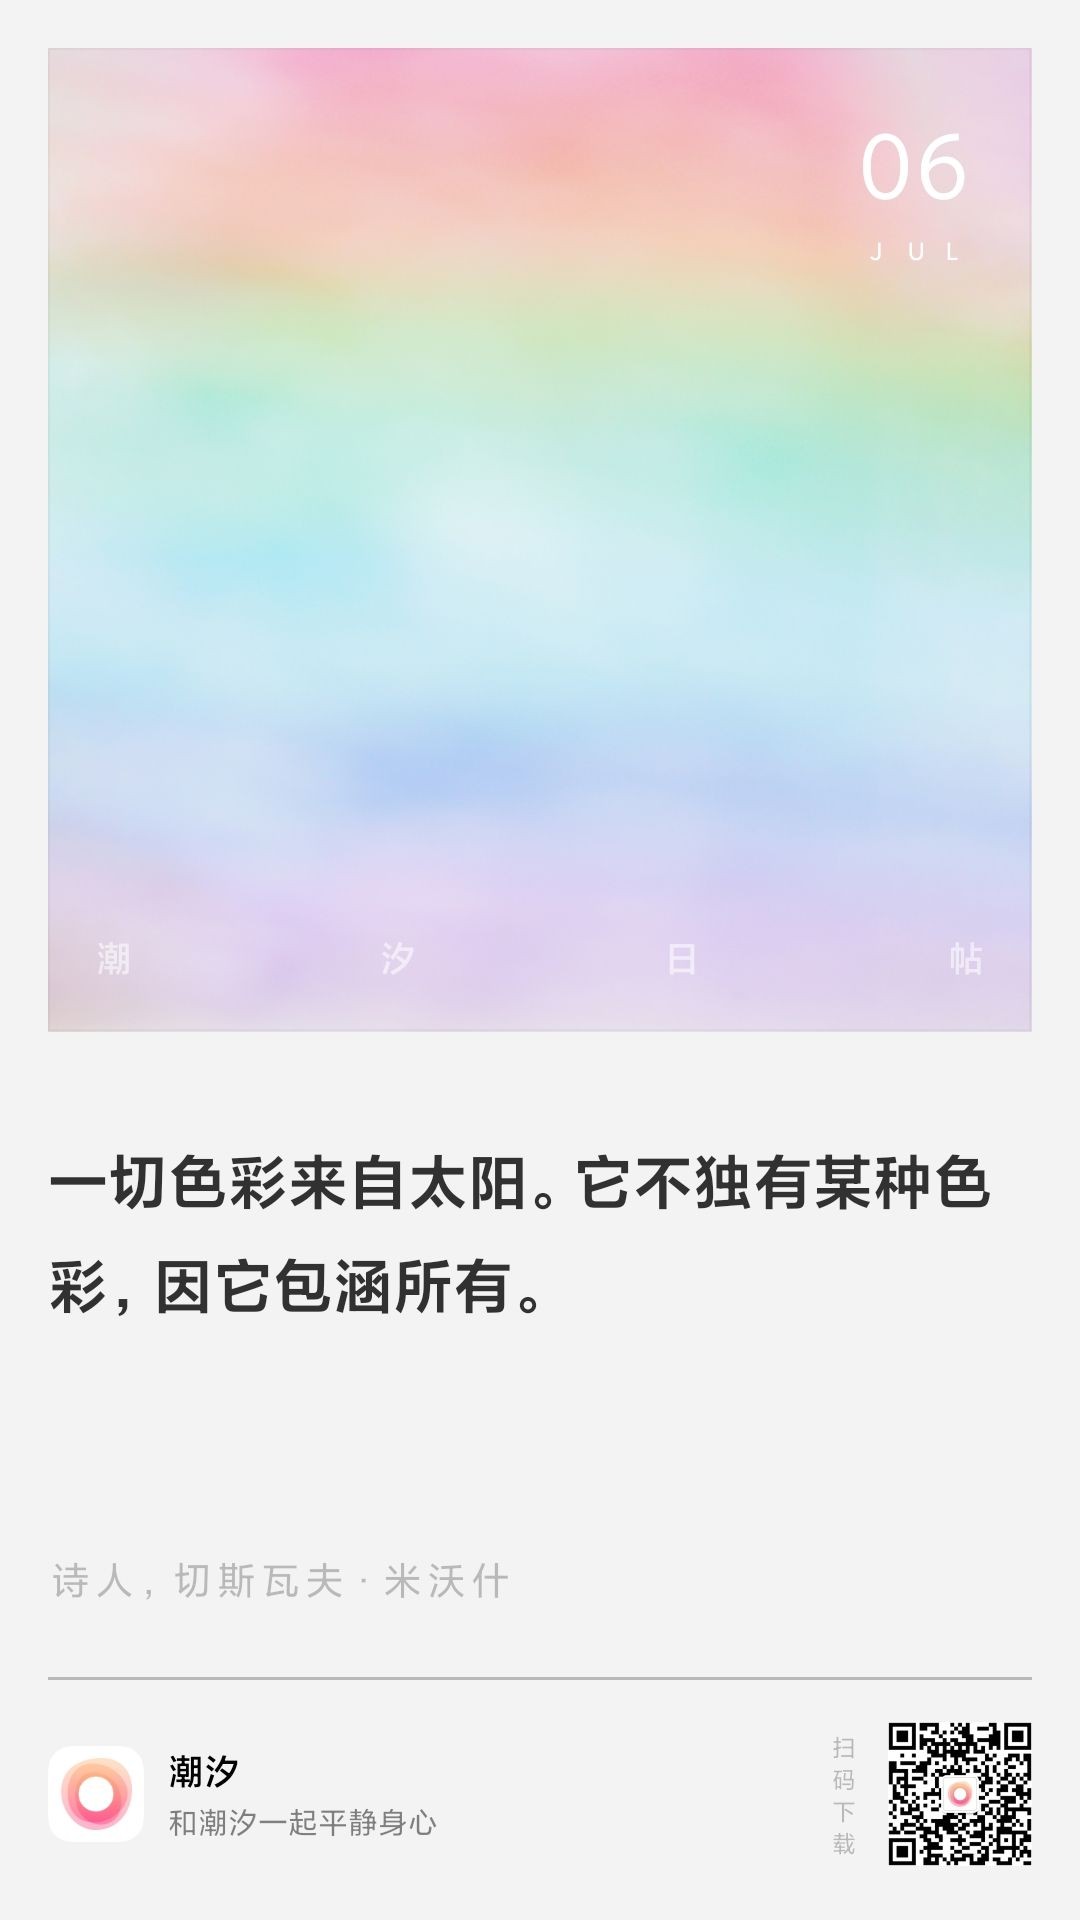 06
JUL
潮汐日帖
一切色彩来自太阳。它不独有某种色
彩，因它包涵所有。
诗人，切斯瓦夫·米沃什
潮汐
和潮汐一起平静身心
扫码下载